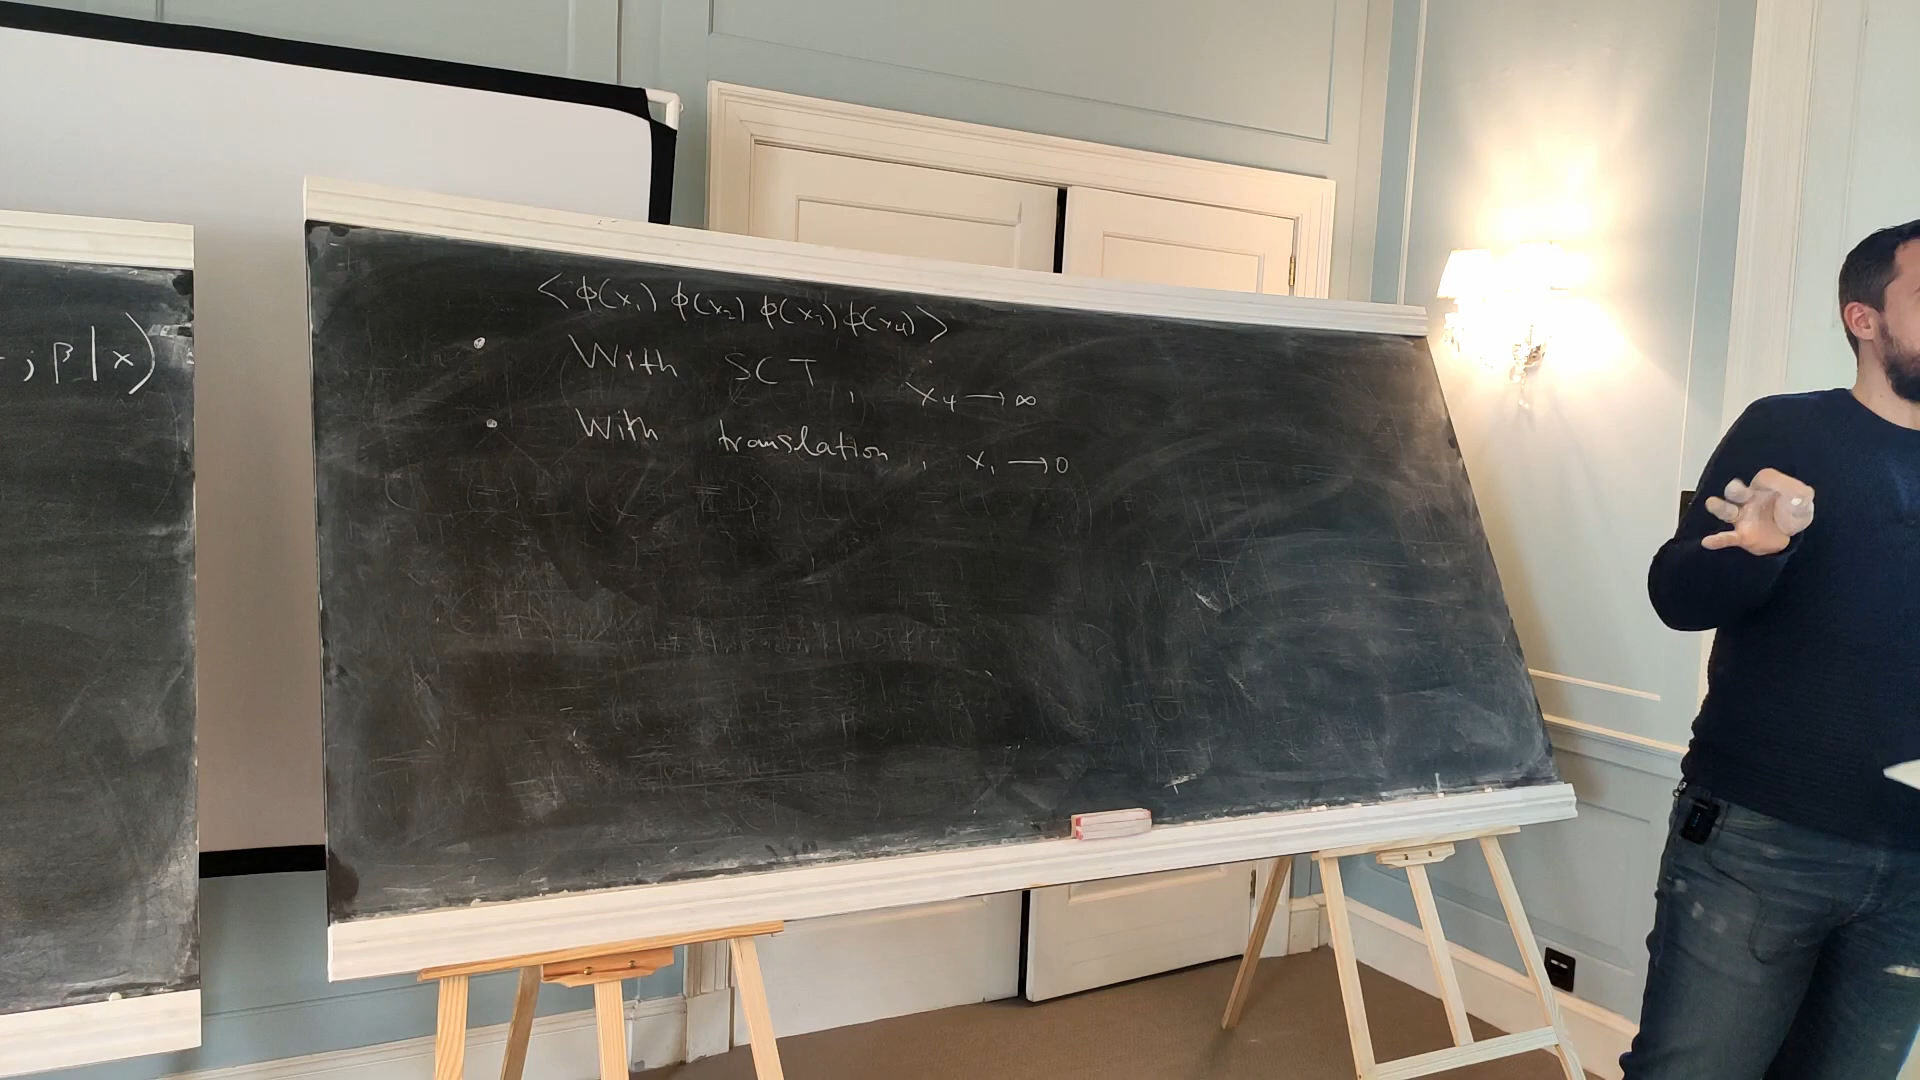 ; β | x)
< ϕ(x₁) ϕ(x₂) ϕ(x₃) ϕ(x₄) >
• With SCT, x₄ → ∞
• With translation, x₁ → 0